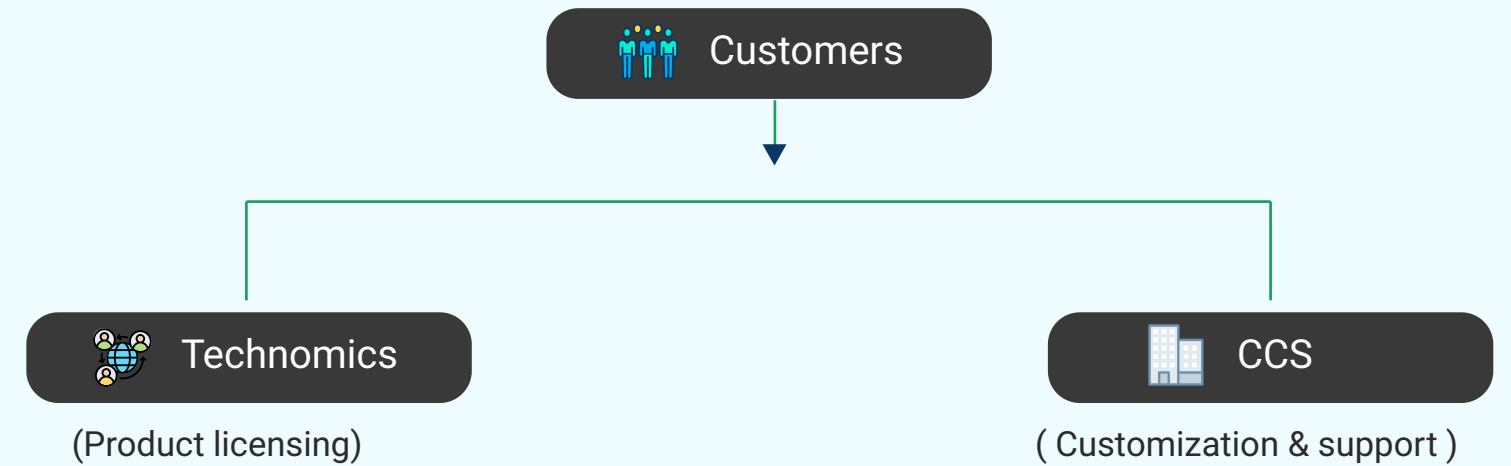 Customers
Technomics
CCS
(Product licensing)
( Customization & support )